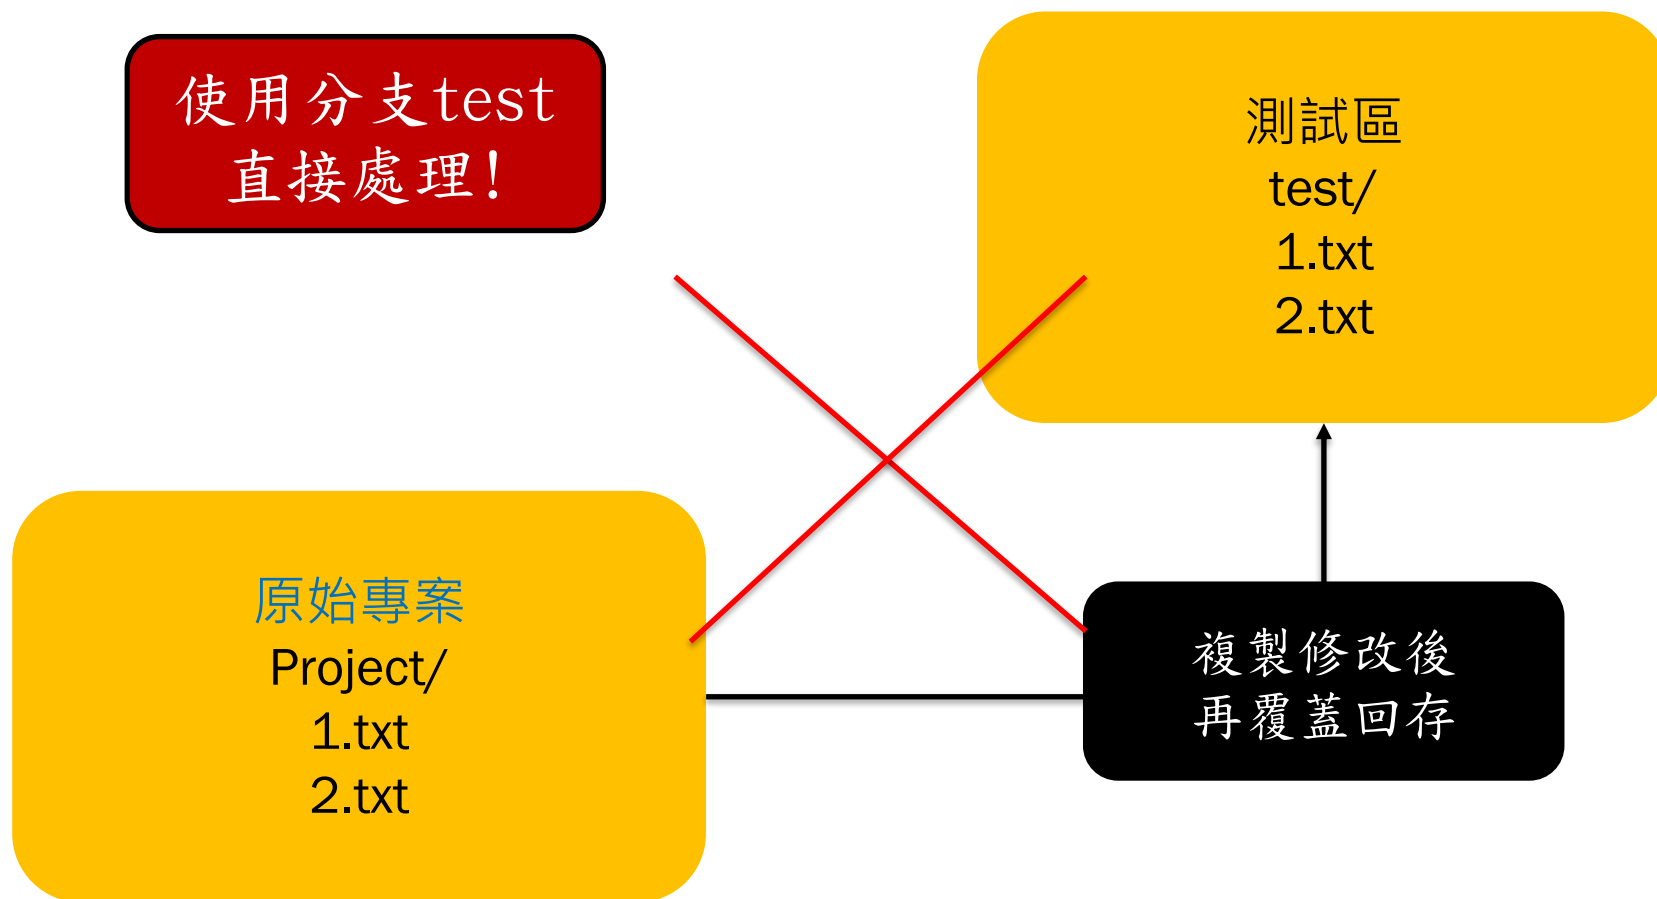 使用分支test
直接處理!
測試區
test/
1.txt
2.txt
原始專案
Project/
1.txt
2.txt
複製修改後
再覆蓋回存